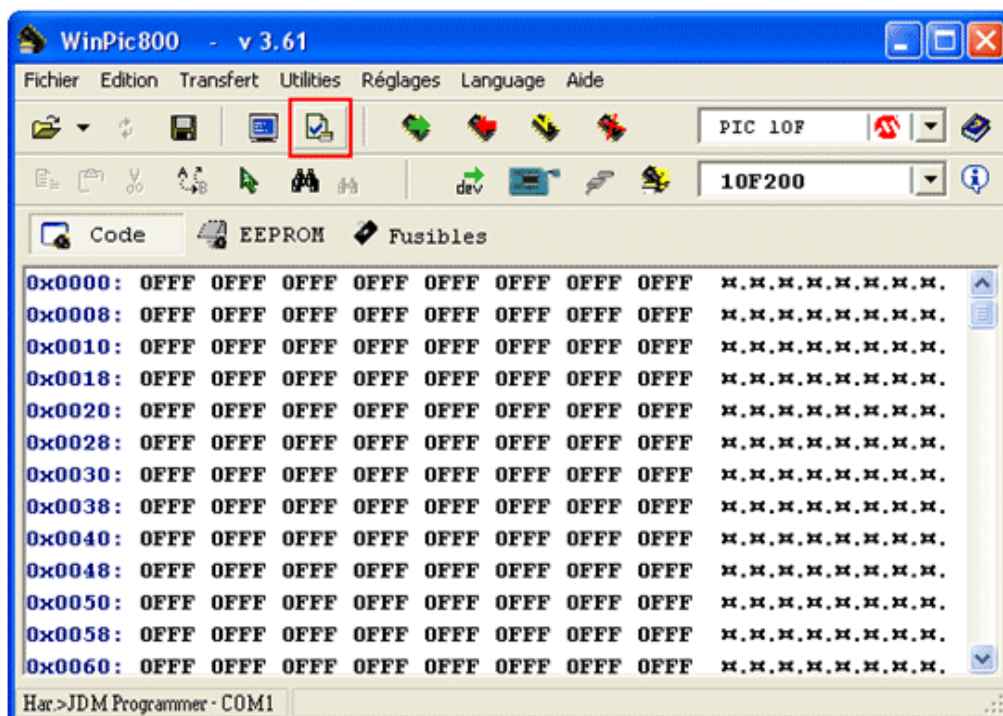 WinPic800 - v 3.61
Fichier Edition Transfert Utilities Réglages Language Aide
PIC 10F
dev 10F200
Code EEPROM Fusibles
0x0000: 0FFF 0FFF 0FFF 0FFF 0FFF 0FFF 0FFF 0FFF ¤.¤.¤.¤.¤.¤.¤.¤.
0x0008: 0FFF 0FFF 0FFF 0FFF 0FFF 0FFF 0FFF 0FFF ¤.¤.¤.¤.¤.¤.¤.¤.
0x0010: 0FFF 0FFF 0FFF 0FFF 0FFF 0FFF 0FFF 0FFF ¤.¤.¤.¤.¤.¤.¤.¤.
0x0018: 0FFF 0FFF 0FFF 0FFF 0FFF 0FFF 0FFF 0FFF ¤.¤.¤.¤.¤.¤.¤.¤.
0x0020: 0FFF 0FFF 0FFF 0FFF 0FFF 0FFF 0FFF 0FFF ¤.¤.¤.¤.¤.¤.¤.¤.
0x0028: 0FFF 0FFF 0FFF 0FFF 0FFF 0FFF 0FFF 0FFF ¤.¤.¤.¤.¤.¤.¤.¤.
0x0030: 0FFF 0FFF 0FFF 0FFF 0FFF 0FFF 0FFF 0FFF ¤.¤.¤.¤.¤.¤.¤.¤.
0x0038: 0FFF 0FFF 0FFF 0FFF 0FFF 0FFF 0FFF 0FFF ¤.¤.¤.¤.¤.¤.¤.¤.
0x0040: 0FFF 0FFF 0FFF 0FFF 0FFF 0FFF 0FFF 0FFF ¤.¤.¤.¤.¤.¤.¤.¤.
0x0048: 0FFF 0FFF 0FFF 0FFF 0FFF 0FFF 0FFF 0FFF ¤.¤.¤.¤.¤.¤.¤.¤.
0x0050: 0FFF 0FFF 0FFF 0FFF 0FFF 0FFF 0FFF 0FFF ¤.¤.¤.¤.¤.¤.¤.¤.
0x0058: 0FFF 0FFF 0FFF 0FFF 0FFF 0FFF 0FFF 0FFF ¤.¤.¤.¤.¤.¤.¤.¤.
0x0060: 0FFF 0FFF 0FFF 0FFF 0FFF 0FFF 0FFF 0FFF ¤.¤.¤.¤.¤.¤.¤.¤.
Har.>JDM Programmer - COM1